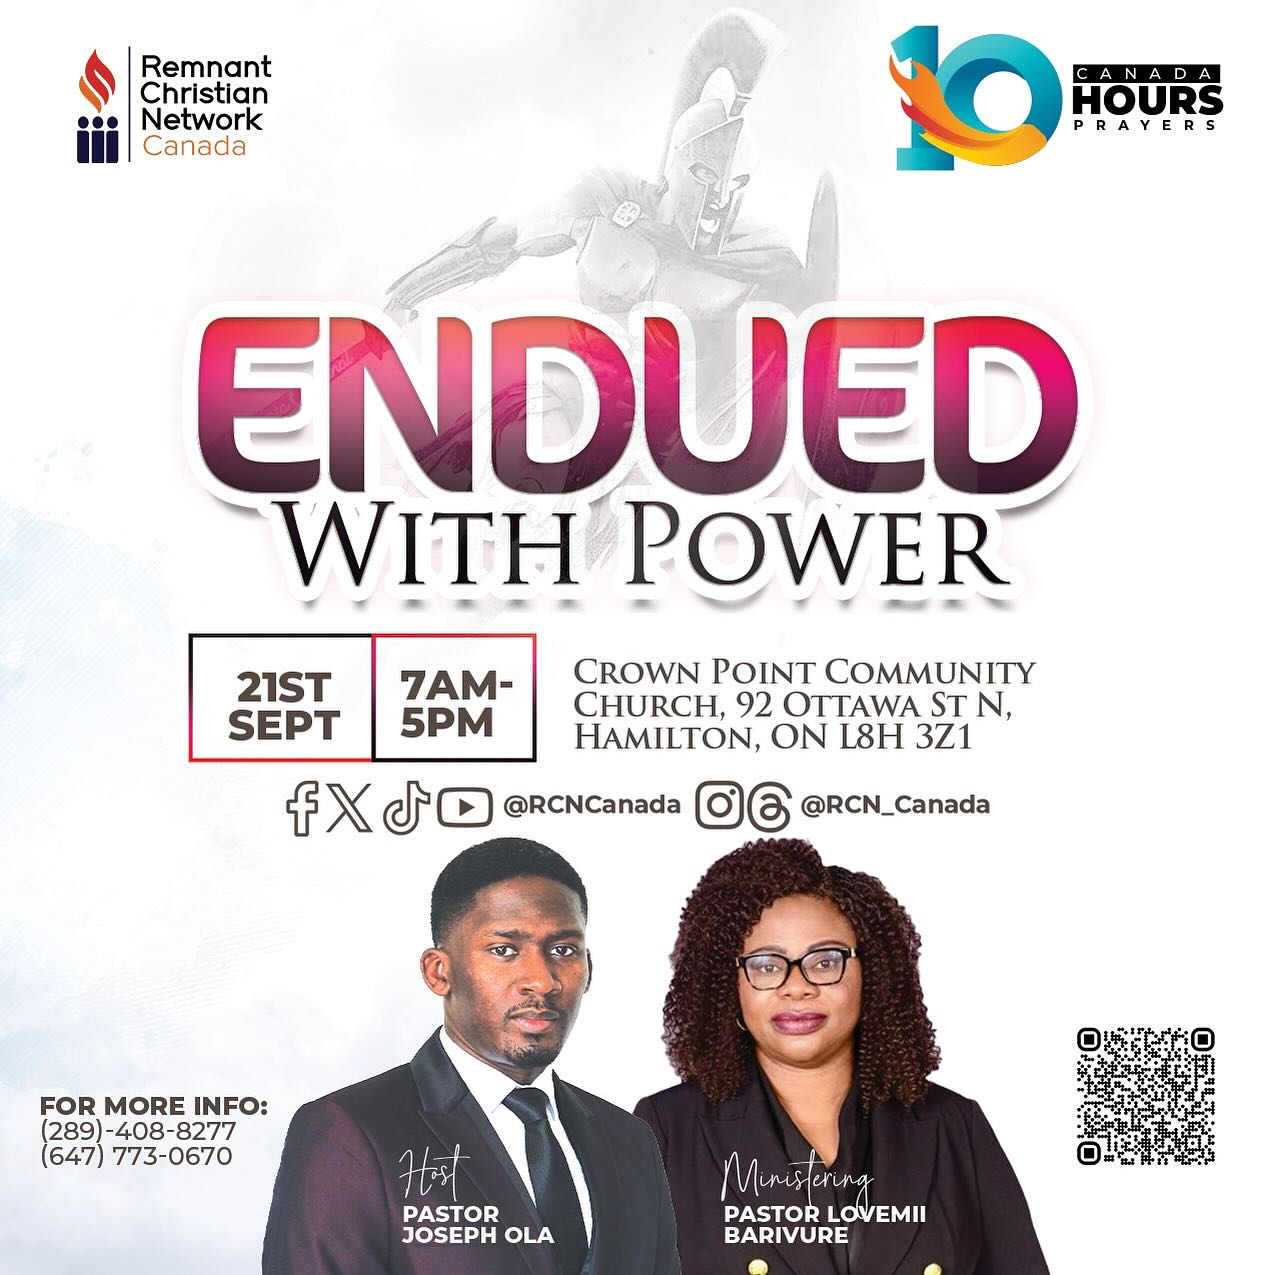 Remnant
Christian
Network
Canada
10
CANADA
HOURS
PRAYERS
ENDUED
WITH POWER
21ST
SEPT
7AM-
5PM
CROWN POINT COMMUNITY
CHURCH, 92 OTTAWA ST N,
HAMILTON, ON L8H 3Z1
@RCNCanada
@RCN_Canada
FOR MORE INFO:
(289)-408-8277
(647) 773-0670
Host
PASTOR
JOSEPH OLA
Ministering
PASTOR LOVEMII
BARIVURE